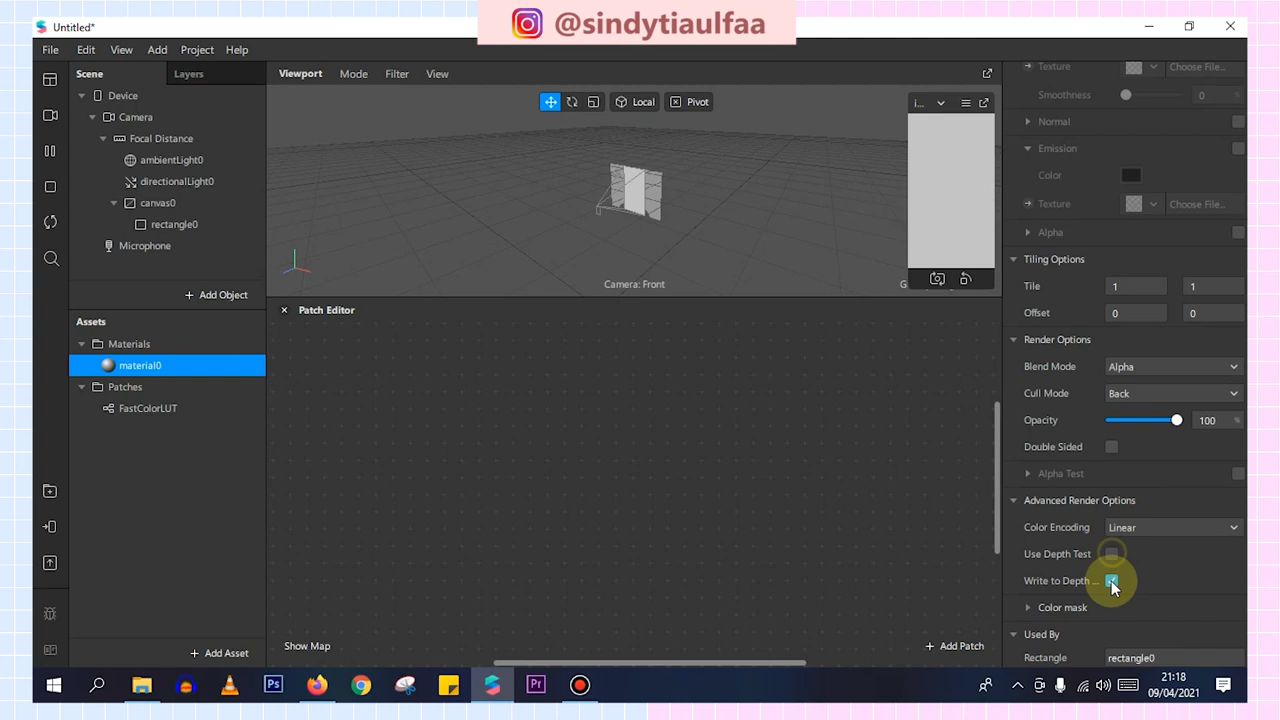 @sindytiaulfaa
Untitled*
File Edit View Add Project Help
Scene Layers
Device
Camera
Focal Distance
ambientLight0
directionalLight0
canvas0
rectangle0
Microphone
+ Add Object
Assets
Materials
material0
Patches
FastColorLUT
+ Add Asset
Viewport Mode Filter View
Local Pivot
i...
Camera: Front
G
Patch Editor
Show Map
+ Add Patch
Texture Choose File...
Smoothness 0 %
Normal
Emission
Color
Texture Choose File...
Alpha
Tiling Options
Tile 1 1
Offset 0 0
Render Options
Blend Mode Alpha
Cull Mode Back
Opacity 100 %
Double Sided
Alpha Test
Advanced Render Options
Color Encoding Linear
Use Depth Test
Write to Depth ...
Color mask
Used By
Rectangle rectangle0
Ps
Pr
21:18
09/04/2021